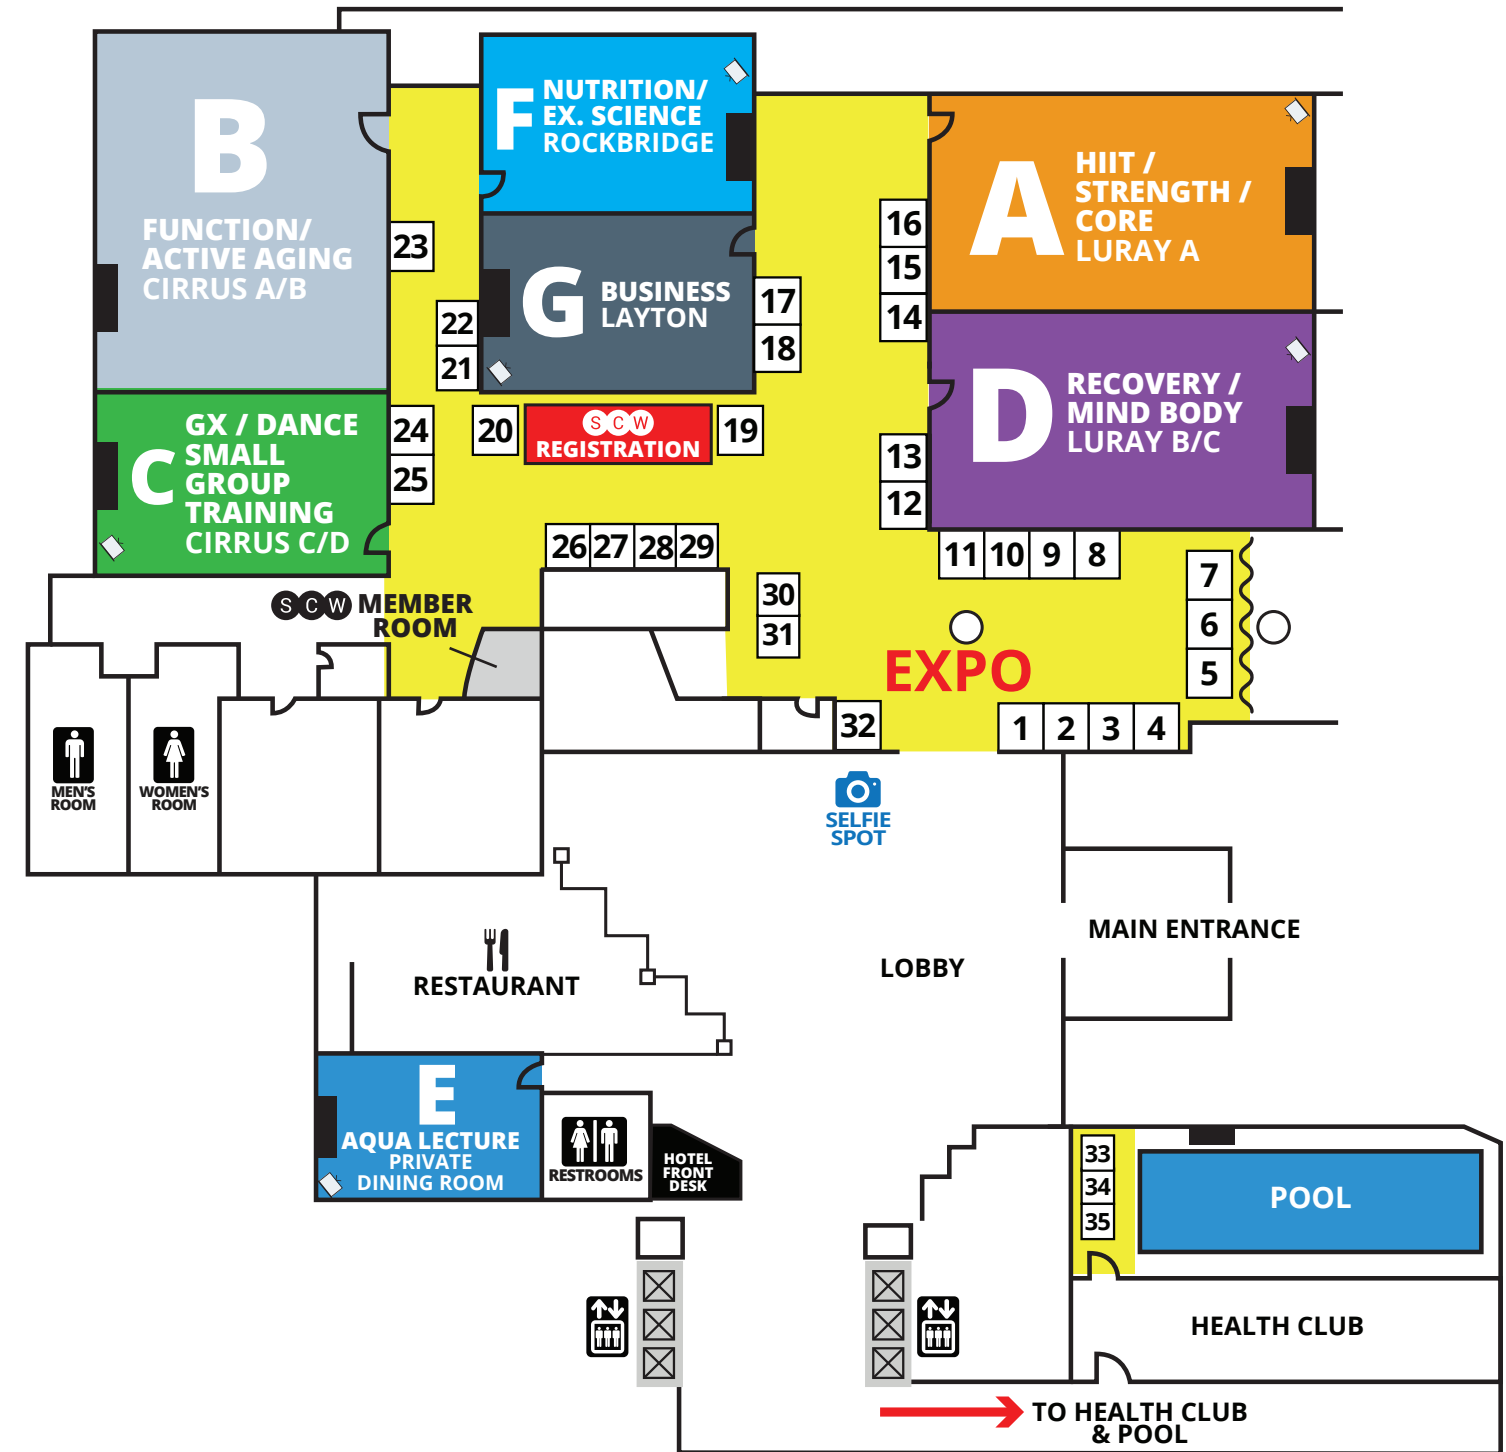 B
FUNCTION/
ACTIVE AGING
CIRRUS A/B
F
NUTRITION/
EX. SCIENCE
ROCKBRIDGE
A
HIIT /
STRENGTH /
CORE
LURAY A
G
BUSINESS
LAYTON
D
RECOVERY /
MIND BODY
LURAY B/C
C
GX / DANCE
SMALL
GROUP
TRAINING
CIRRUS C/D
23
22
21
24
25
20
SCW
REGISTRATION
19
17
18
16
15
14
13
12
26 27 28 29
11 10 9 8
7
6
5
30
31
SCW MEMBER
ROOM
EXPO
32
1 2 3 4
MEN'S
ROOM
WOMEN'S
ROOM
SELFIE
SPOT
MAIN ENTRANCE
LOBBY
RESTAURANT
E
AQUA LECTURE
PRIVATE
DINING ROOM
RESTROOMS
HOTEL
FRONT
DESK
33
34
35
POOL
HEALTH CLUB
TO HEALTH CLUB
& POOL